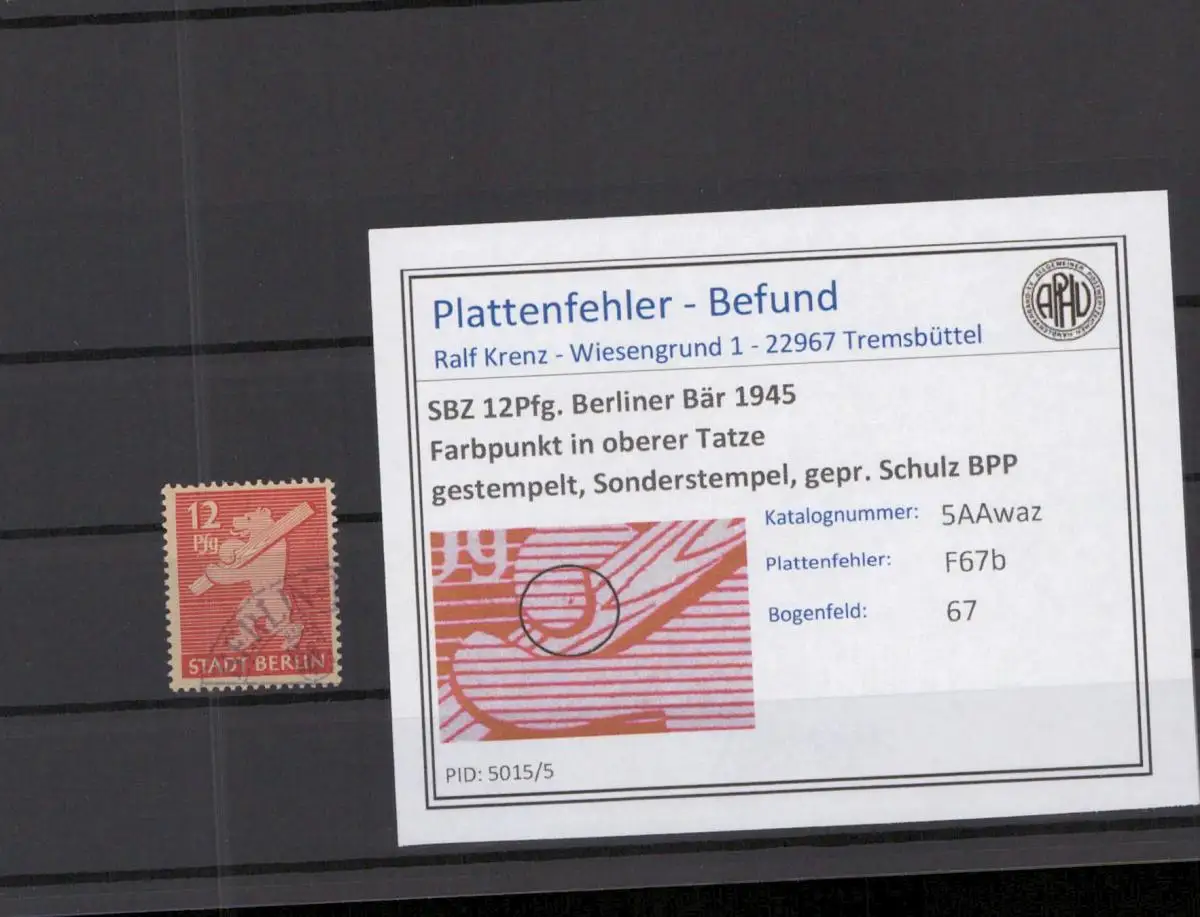 12
Pfg
STADT BERLIN
Plattenfehler - Befund
Ralf Krenz - Wiesengrund 1 - 22967 Tremsbüttel
APHV
SBZ 12Pfg. Berliner Bär 1945
Farbpunkt in oberer Tatze
gestempelt, Sonderstempel, gepr. Schulz BPP
Katalognummer: 5AAwaz
Plattenfehler: F67b
Bogenfeld: 67
PID: 5015/5